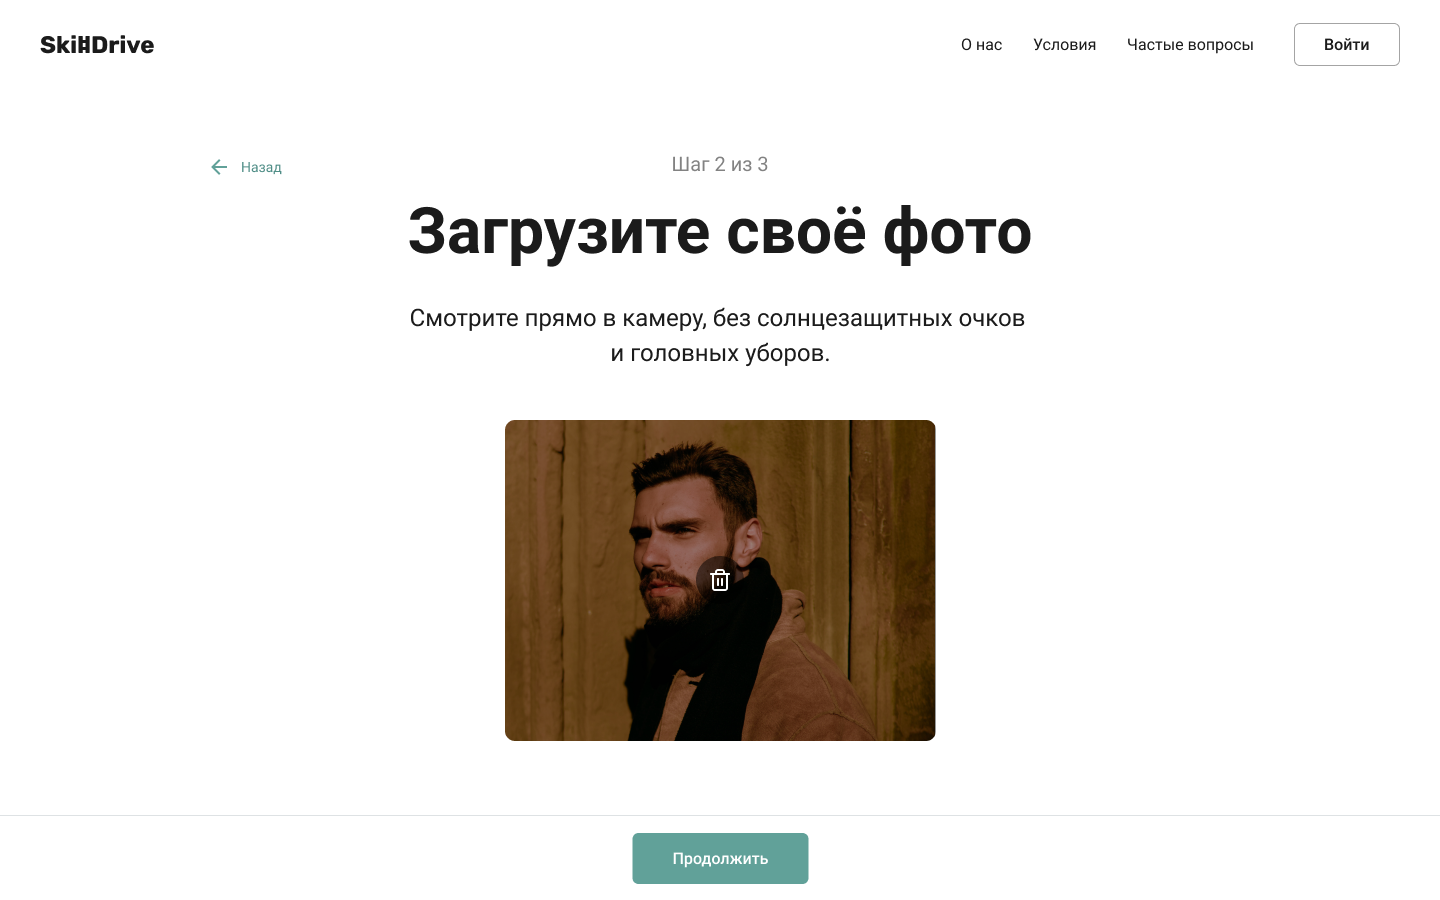 SkillDrive
О нас
Условия
Частые вопросы
Войти
Назад
Шаг 2 из 3
Загрузите своё фото
Смотрите прямо в камеру, без солнцезащитных очков
и головных уборов.
Продолжить